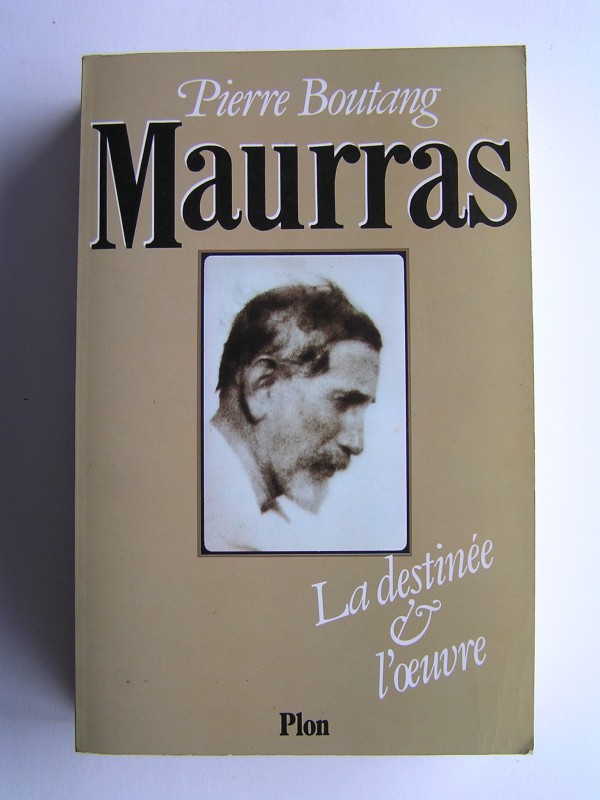 Pierre Boutang
Maurras
La destinée
&
l'œuvre
Plon